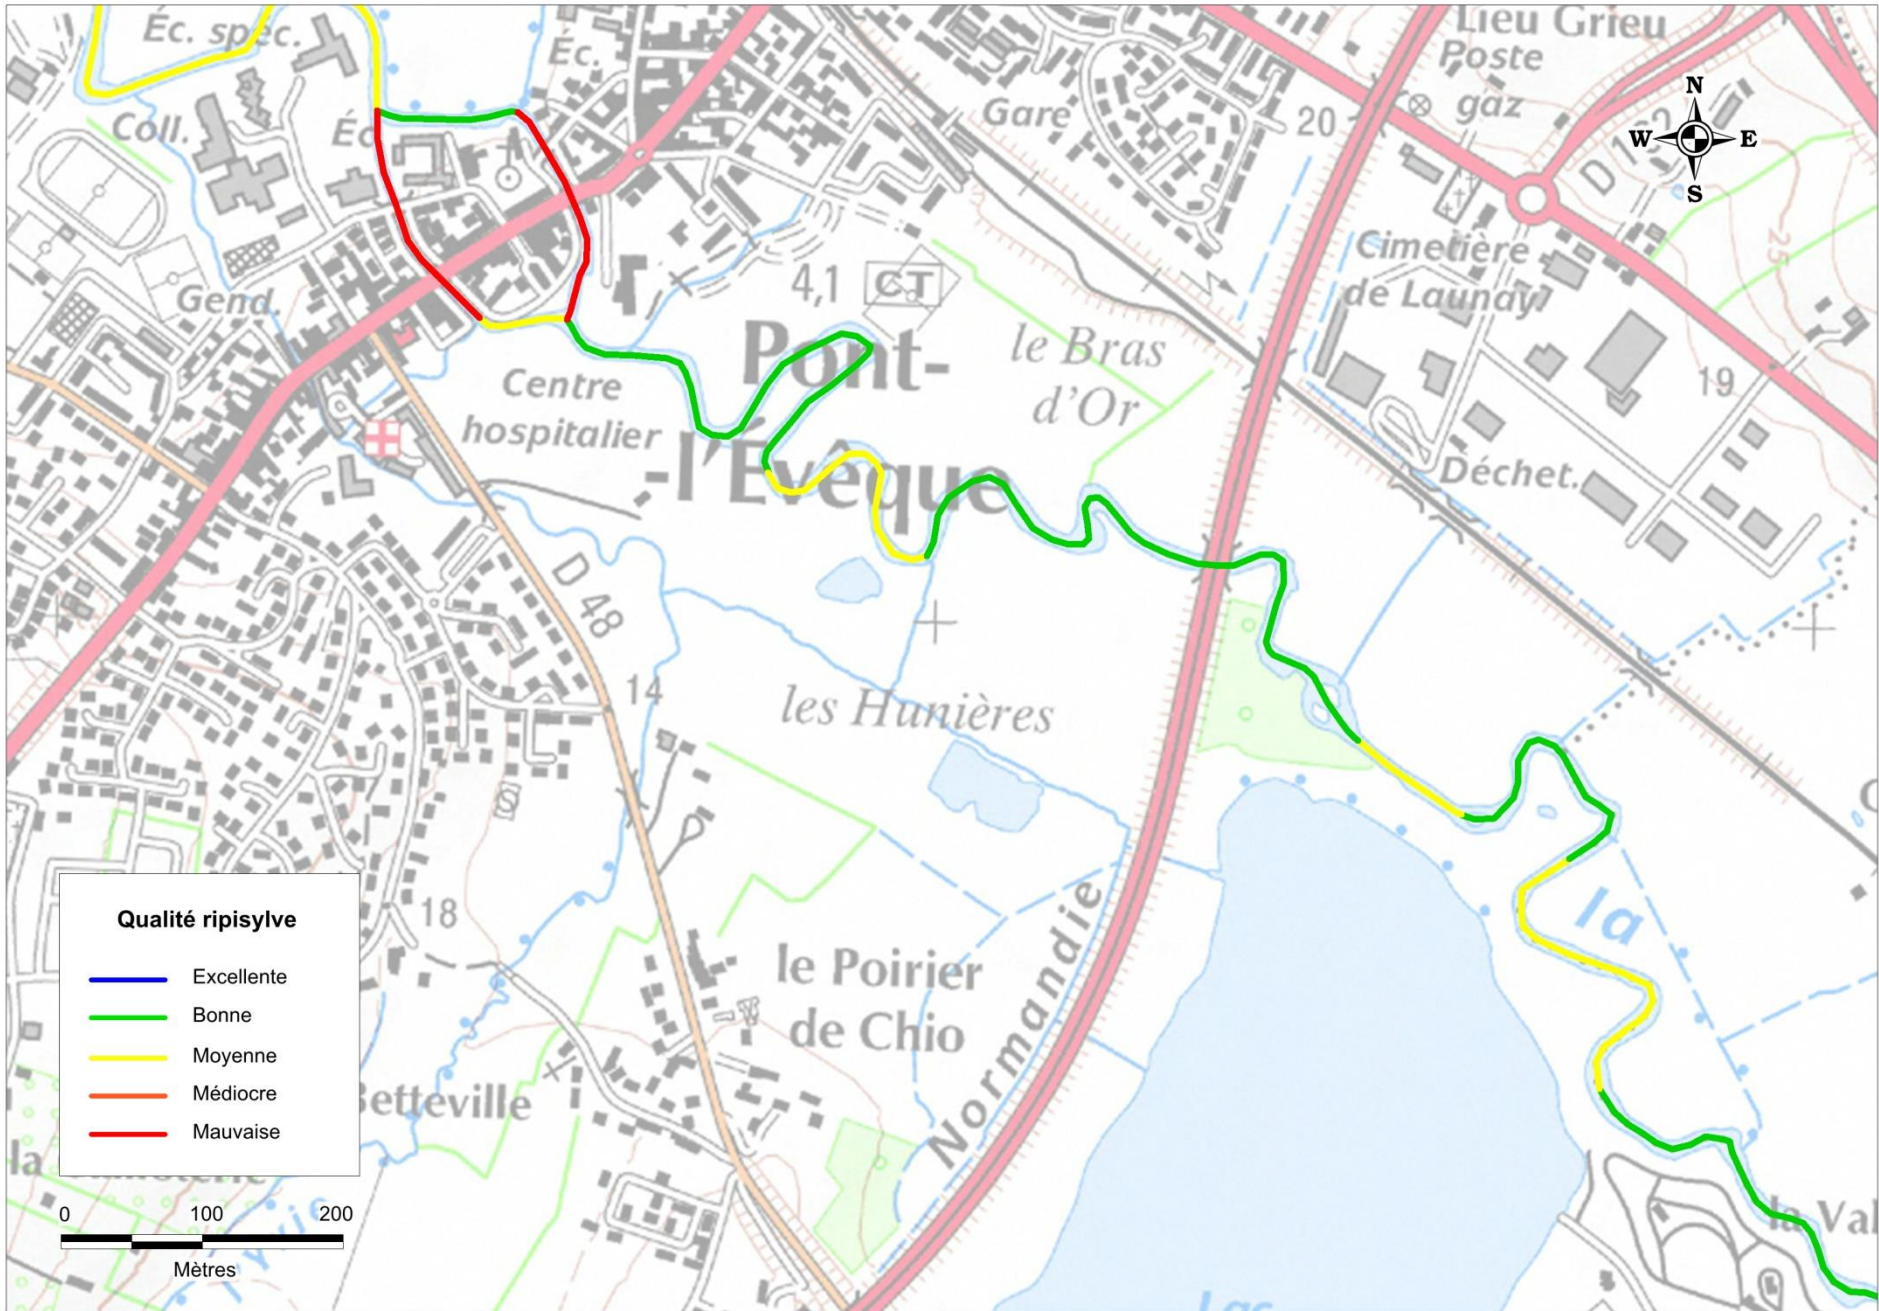 Lieu Grieu
Éc. spéc.
Éc.
Poste
gaz
Gare
20
N
W
E
S
Coll.
Cimetière
de Launay
25
4,1
CT
Gend.
Pont-
le Bras
d'Or
19
Centre
hospitalier
-l'Évêque
Déchet.
D 48
14
les Hunières
la
18
le Poirier
de Chio
Normandie
Betteville
la Val
Lac
Qualité ripisylve
Excellente
Bonne
Moyenne
Médiocre
Mauvaise
0 100 200
Mètres